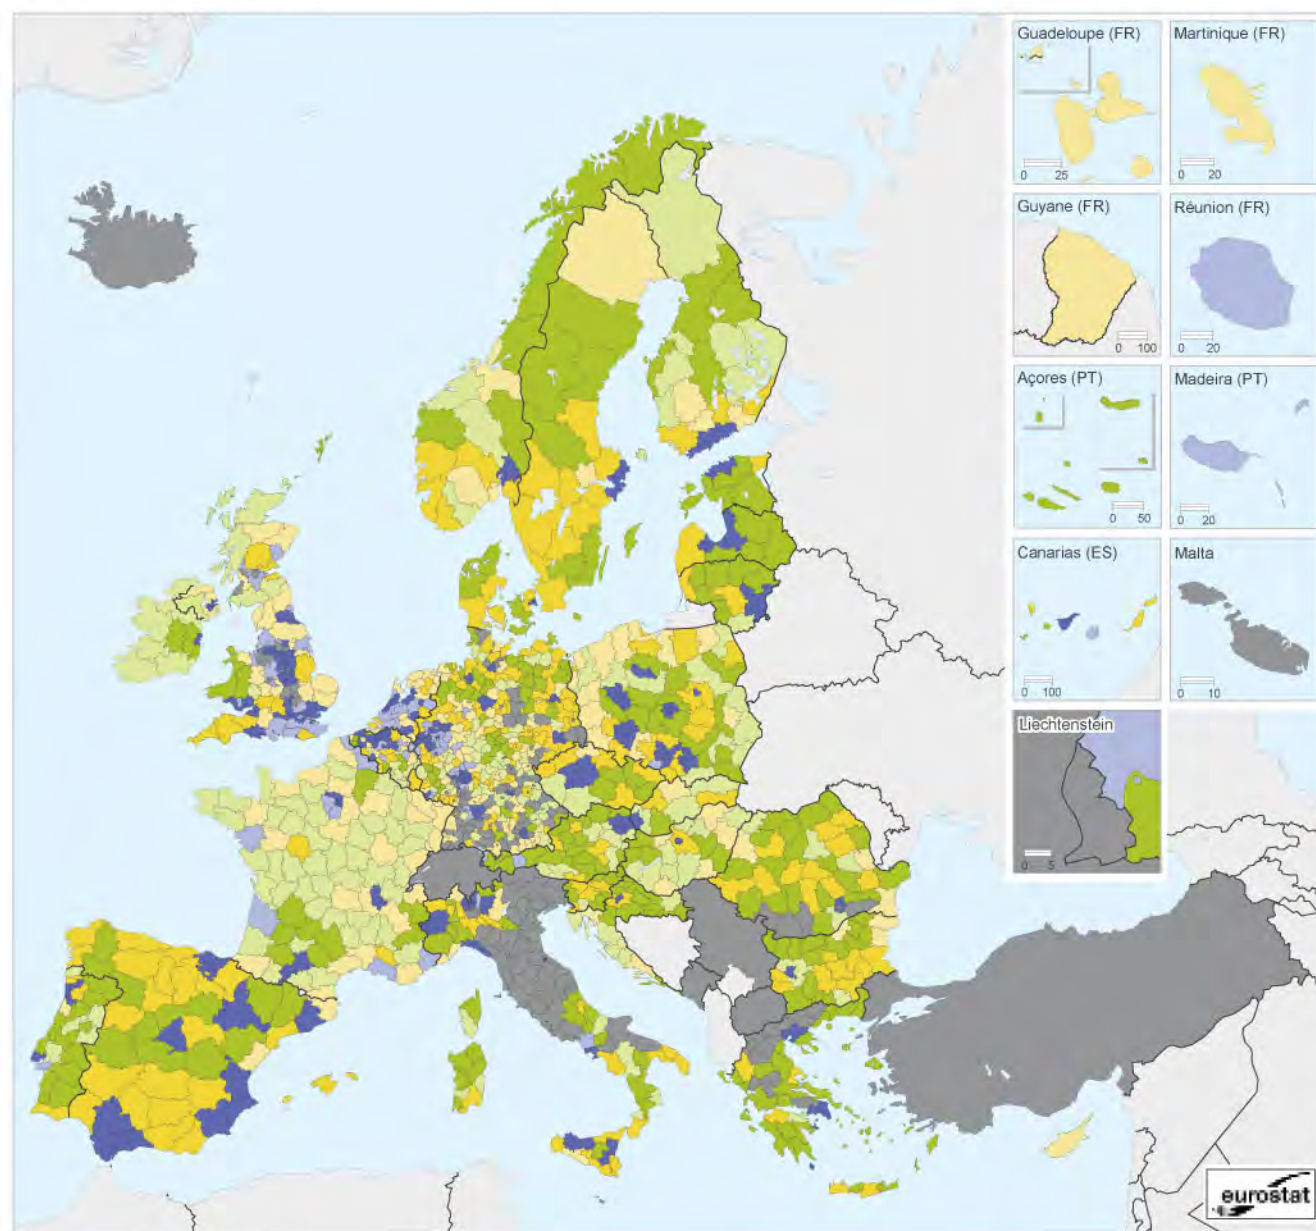 Guadeloupe (FR)
0 25
Martinique (FR)
0 20
Guyane (FR)
0 100
Réunion (FR)
0 20
Açores (PT)
0 50
Madeira (PT)
0 20
Canarias (ES)
0 100
Malta
0 10
Liechtenstein
0 5
eurostat